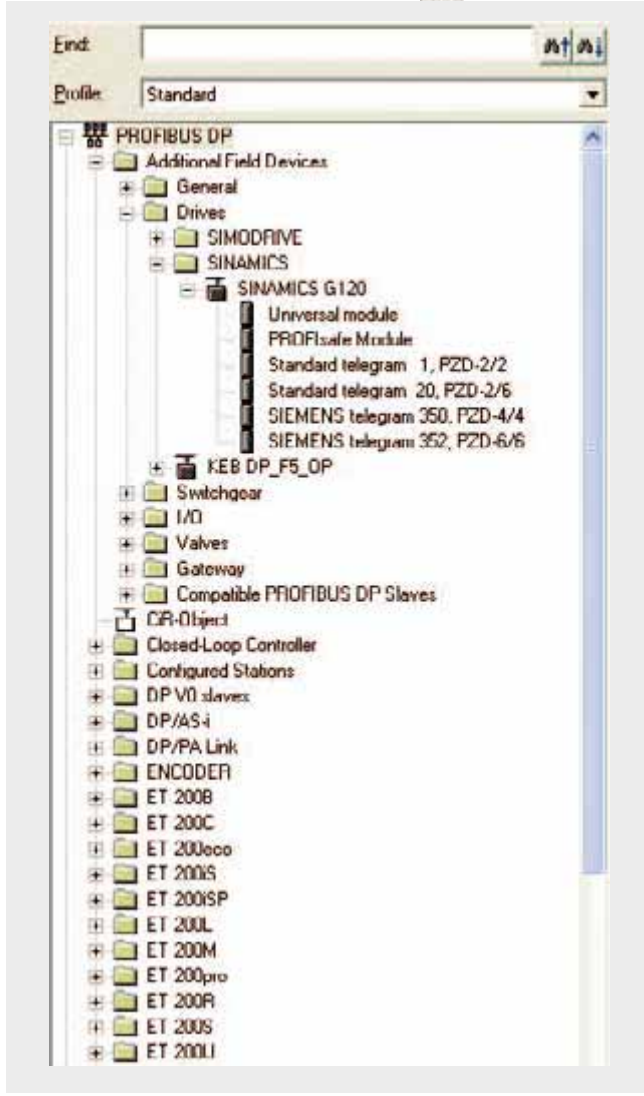 Find:
Profile: Standard
PROFIBUS DP
Additional Field Devices
General
Drives
SIMODRIVE
SINAMICS
SINAMICS G120
Universal module
PROFIsafe Module
Standard telegram 1, PZD-2/2
Standard telegram 20, PZD-2/6
SIEMENS telegram 350, PZD-4/4
SIEMENS telegram 352, PZD-6/6
KEB DP_F5_OP
Switchgear
I/O
Valves
Gateway
Compatible PROFIBUS DP Slaves
CiR-Object
Closed-Loop Controller
Configured Stations
DP V0 slaves
DP/AS-i
DP/PA Link
ENCODER
ET 200B
ET 200C
ET 200eco
ET 200iS
ET 200iSP
ET 200L
ET 200M
ET 200pro
ET 200R
ET 200S
ET 200U